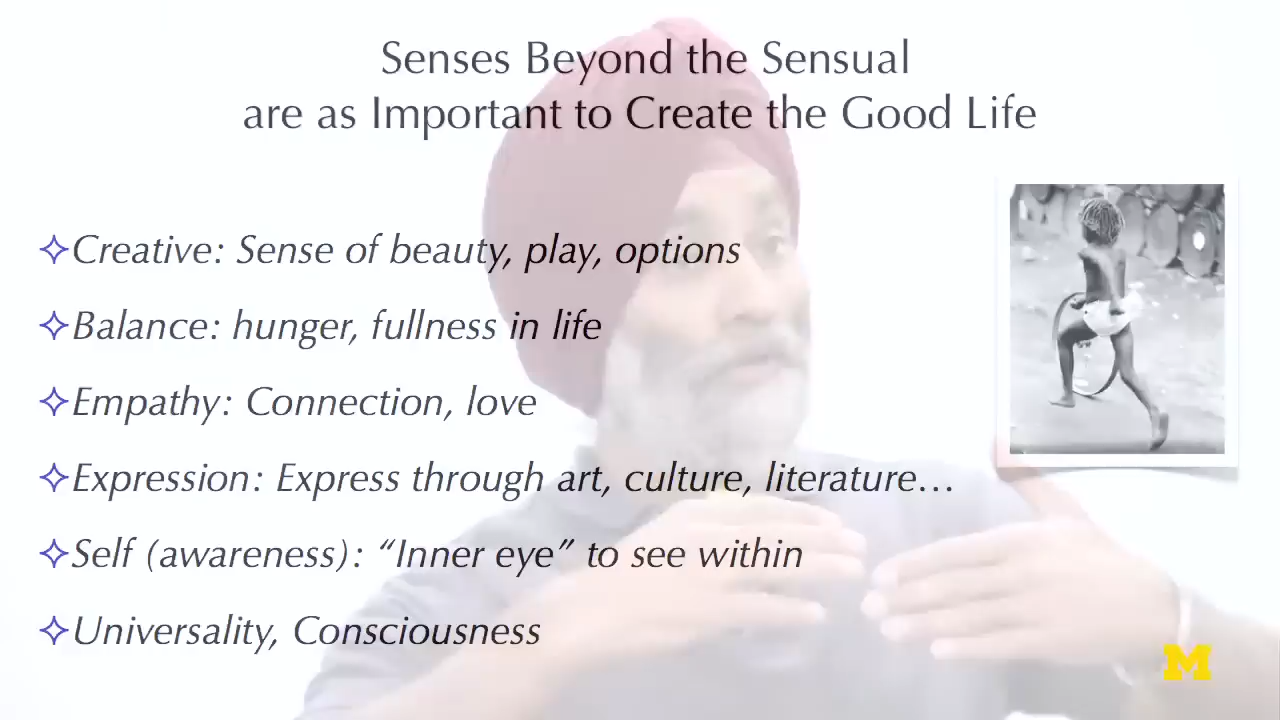 Senses Beyond the Sensual
are as Important to Create the Good Life
Creative: Sense of beauty, play, options
Balance: hunger, fullness in life
Empathy: Connection, love
Expression: Express through art, culture, literature…
Self (awareness): “Inner eye” to see within
Universality, Consciousness
M